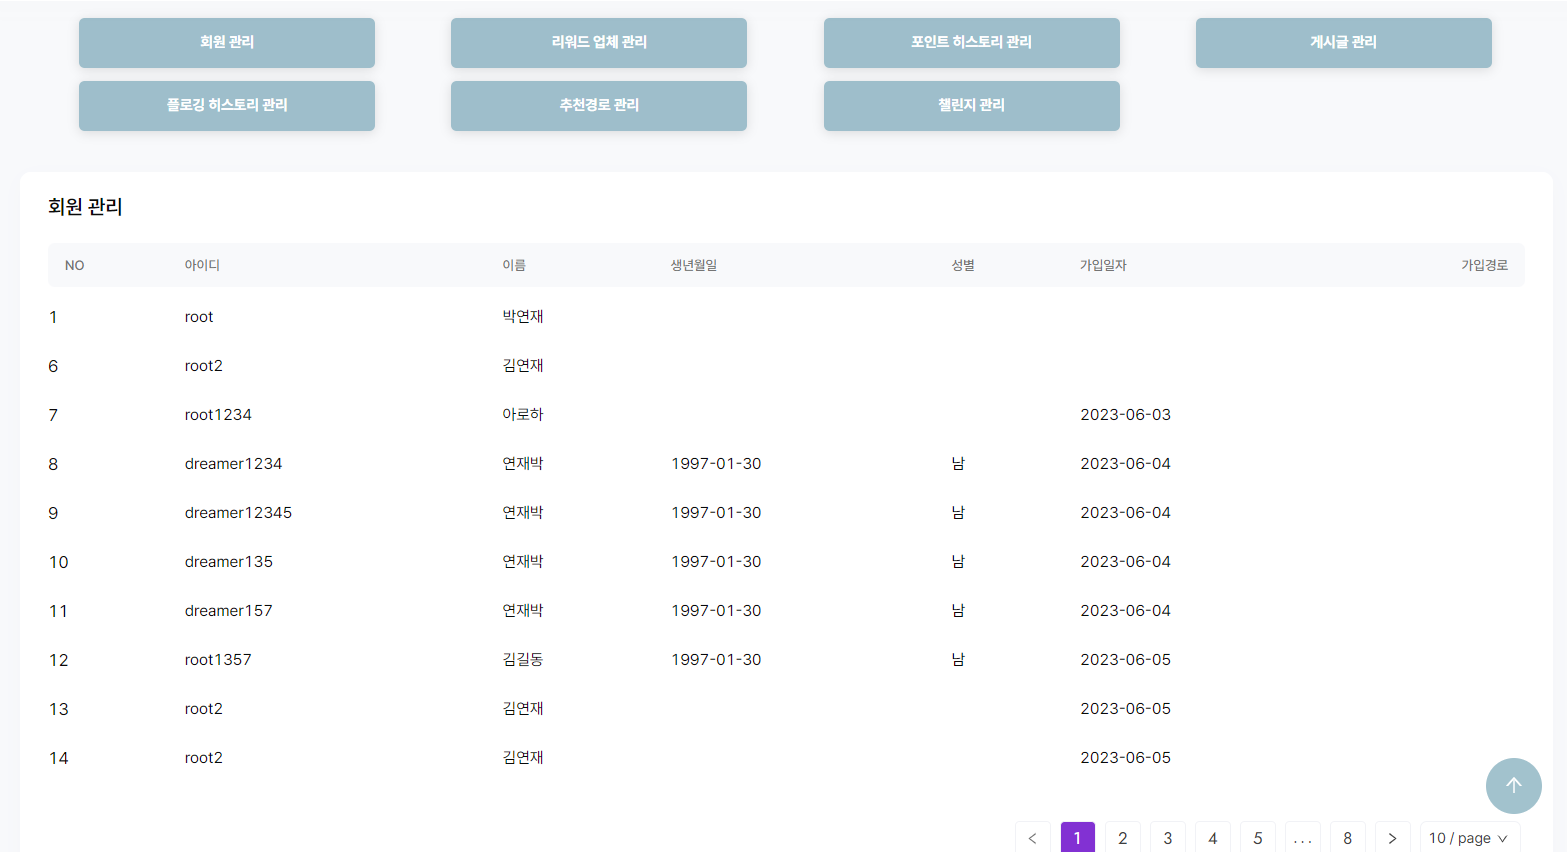 회원 관리 리워드 업체 관리 포인트 히스토리 관리 게시글 관리
플로깅 히스토리 관리 추천경로 관리 챌린지 관리
회원 관리
NO 아이디 이름 생년월일 성별 가입일자 가입경로
1 root 박연재
6 root2 김연재
7 root1234 아로하 2023-06-03
8 dreamer1234 연재박 1997-01-30 남 2023-06-04
9 dreamer12345 연재박 1997-01-30 남 2023-06-04
10 dreamer135 연재박 1997-01-30 남 2023-06-04
11 dreamer157 연재박 1997-01-30 남 2023-06-04
12 root1357 김길동 1997-01-30 남 2023-06-05
13 root2 김연재 2023-06-05
14 root2 김연재 2023-06-05
< 1 2 3 4 5 ... 8 > 10 / page